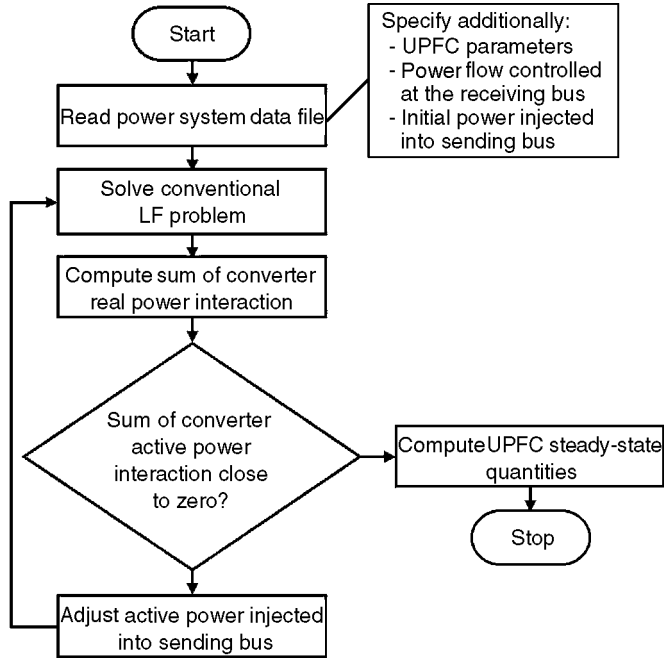 Start
Specify additionally:
- UPFC parameters
- Power flow controlled
at the receiving bus
- Initial power injected
into sending bus
Read power system data file
Solve conventional
LF problem
Compute sum of converter
real power interaction
Sum of converter
active power
interaction close
to zero?
Compute UPFC steady-state
quantities
Stop
Adjust active power injected
into sending bus